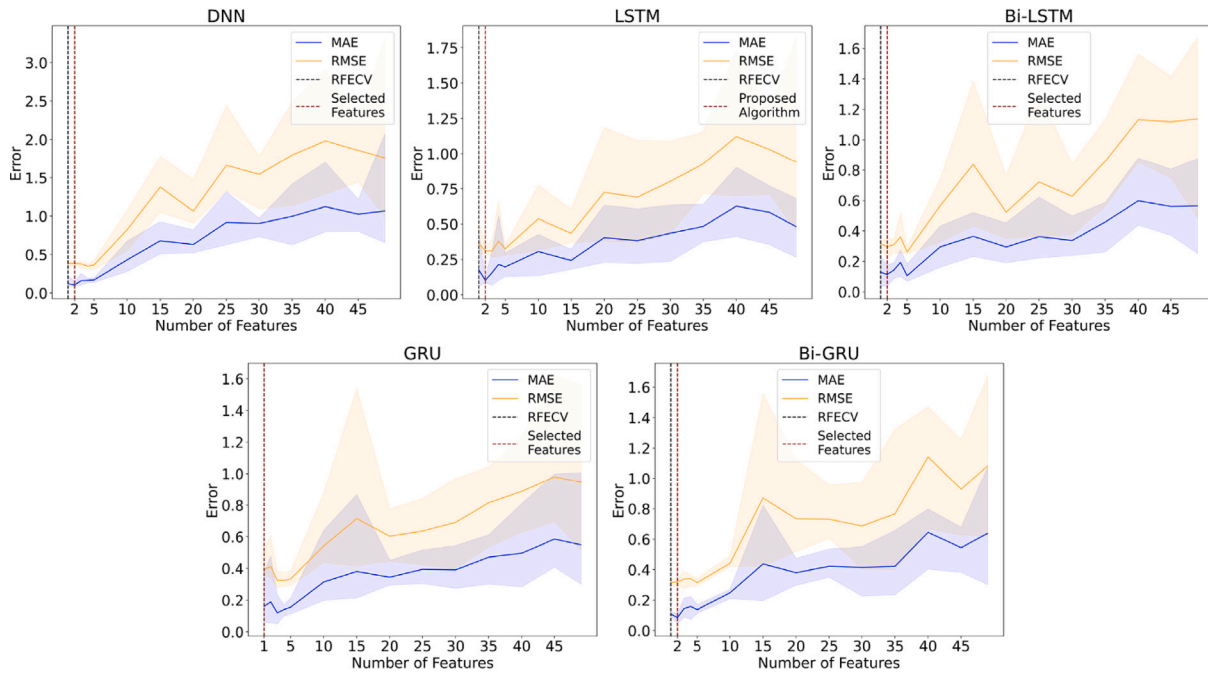 DNN
3.0
2.5
2.0
1.5
1.0
0.5
0.0
Error
MAE
RMSE
RFECV
Selected
Features
2 5 10 15 20 25 30 35 40 45
Number of Features
LSTM
1.75
1.50
1.25
1.00
0.75
0.50
0.25
0.00
Error
MAE
RMSE
RFECV
Proposed
Algorithm
2 5 10 15 20 25 30 35 40 45
Number of Features
Bi-LSTM
1.6
1.4
1.2
1.0
0.8
0.6
0.4
0.2
0.0
Error
MAE
RMSE
RFECV
Selected
Features
2 5 10 15 20 25 30 35 40 45
Number of Features
GRU
1.6
1.4
1.2
1.0
0.8
0.6
0.4
0.2
0.0
Error
MAE
RMSE
RFECV
Selected
Features
1 5 10 15 20 25 30 35 40 45
Number of Features
Bi-GRU
1.6
1.4
1.2
1.0
0.8
0.6
0.4
0.2
0.0
Error
MAE
RMSE
RFECV
Selected
Features
2 5 10 15 20 25 30 35 40 45
Number of Features